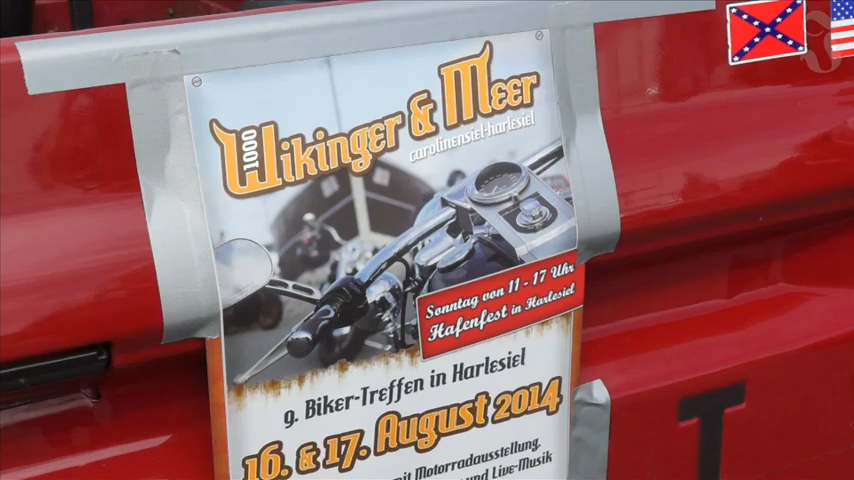 1000 Wikinger & Meer
carolinensiel-harlesiel
Sonntag von 11 - 17 Uhr
Hafenfest in Harlesiel
9. Biker-Treffen in Harlesiel
16. & 17. August 2014
mit Motorradausstellung,
und Live-Musik
T